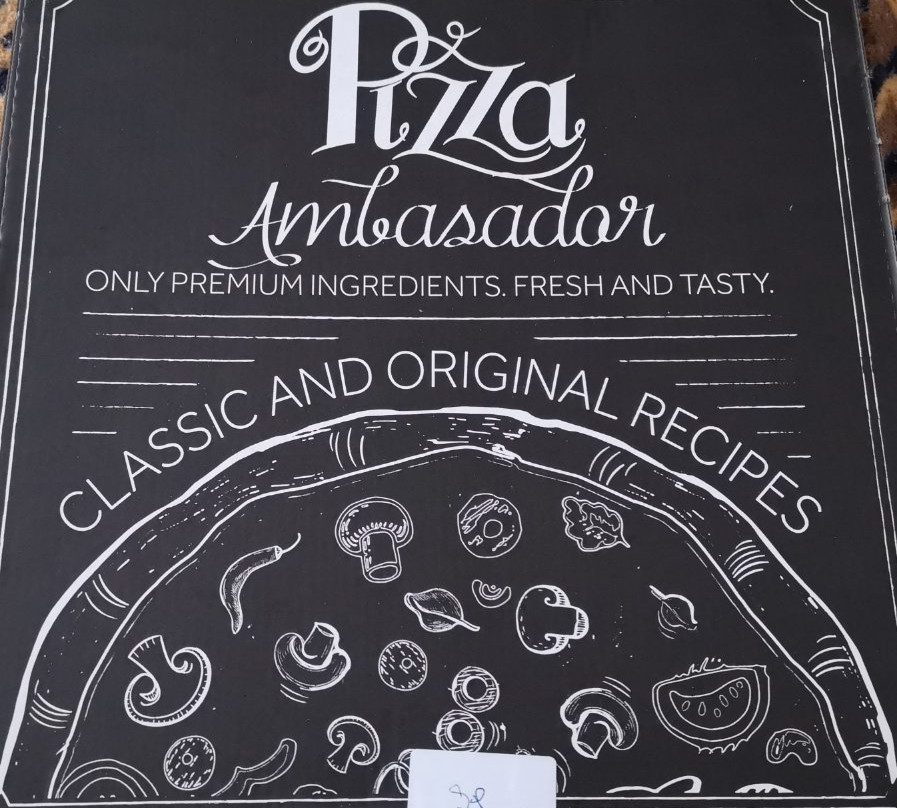 Pizza
Ambasador
ONLY PREMIUM INGREDIENTS. FRESH AND TASTY.
CLASSIC AND ORIGINAL RECIPES